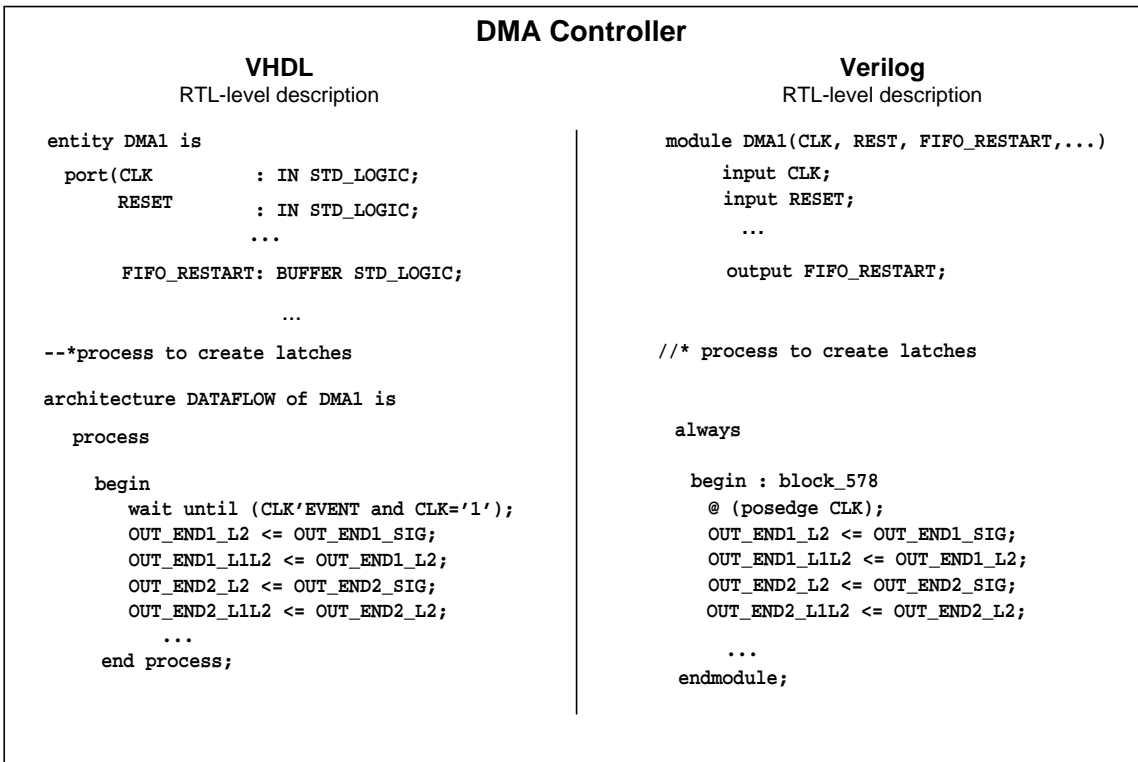 DMA Controller
VHDL
RTL-level description
entity DMA1 is
port(CLK : IN STD_LOGIC;
RESET : IN STD_LOGIC;
...
FIFO_RESTART: BUFFER STD_LOGIC;
...
--*process to create latches
architecture DATAFLOW of DMA1 is
process
begin
wait until (CLK’EVENT and CLK=’1’);
OUT_END1_L2 <= OUT_END1_SIG;
OUT_END1_L1L2 <= OUT_END1_L2;
OUT_END2_L2 <= OUT_END2_SIG;
OUT_END2_L1L2 <= OUT_END2_L2;
...
end process;
Verilog
RTL-level description
module DMA1(CLK, REST, FIFO_RESTART,...)
input CLK;
input RESET;
...
output FIFO_RESTART;
//* process to create latches
always
begin : block_578
@ (posedge CLK);
OUT_END1_L2 <= OUT_END1_SIG;
OUT_END1_L1L2 <= OUT_END1_L2;
OUT_END2_L2 <= OUT_END2_SIG;
OUT_END2_L1L2 <= OUT_END2_L2;
...
endmodule;